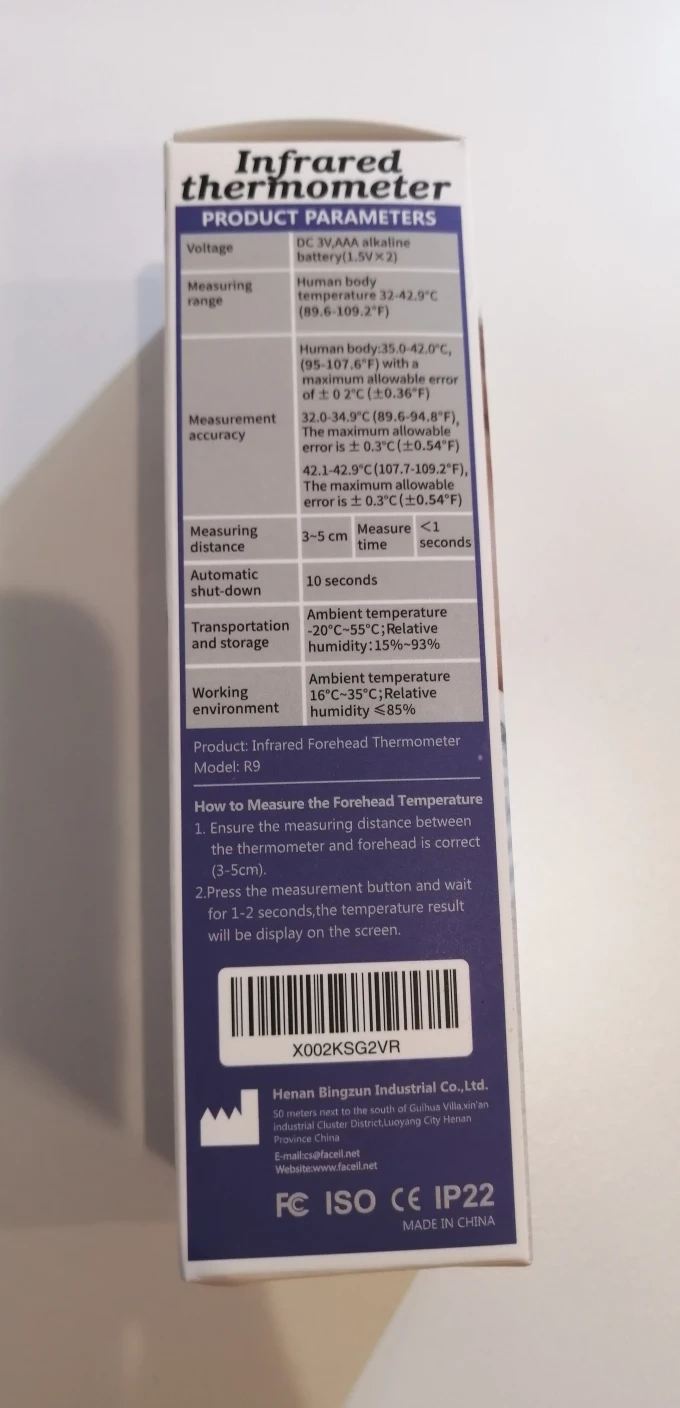 Infrared
thermometer
PRODUCT PARAMETERS
Voltage
DC 3V,AAA alkaline
battery(1.5V×2)
Measuring
range
Human body
temperature 32-42.9°C
(89.6-109.2°F)
Measurement
accuracy
Human body:35.0-42.0°C,
(95-107.6°F) with a
maximum allowable error
of ± 0 2°C (±0.36°F)
32.0-34.9°C (89.6-94.8°F),
The maximum allowable
error is ± 0.3°C (±0.54°F)
42.1-42.9°C (107.7-109.2°F),
The maximum allowable
error is ± 0.3°C (±0.54°F)
Measuring
distance
3~5 cm
Measure
time
<1
seconds
Automatic
shut-down
10 seconds
Transportation
and storage
Ambient temperature
-20°C~55°C;Relative
humidity:15%~93%
Working
environment
Ambient temperature
16°C~35°C;Relative
humidity ≤85%
Product: Infrared Forehead Thermometer
Model: R9
How to Measure the Forehead Temperature
1. Ensure the measuring distance between
the thermometer and forehead is correct
(3-5cm).
2.Press the measurement button and wait
for 1-2 seconds,the temperature result
will be display on the screen.
X002KSG2VR
Henan Bingzun Industrial Co.,Ltd.
50 meters next to the south of Guihua Villa,xin'an
industrial Cluster District,Luoyang City Henan
Province China
E-mail:cs@faceil.net
Website:www.faceil.net
FC ISO CE IP22
MADE IN CHINA